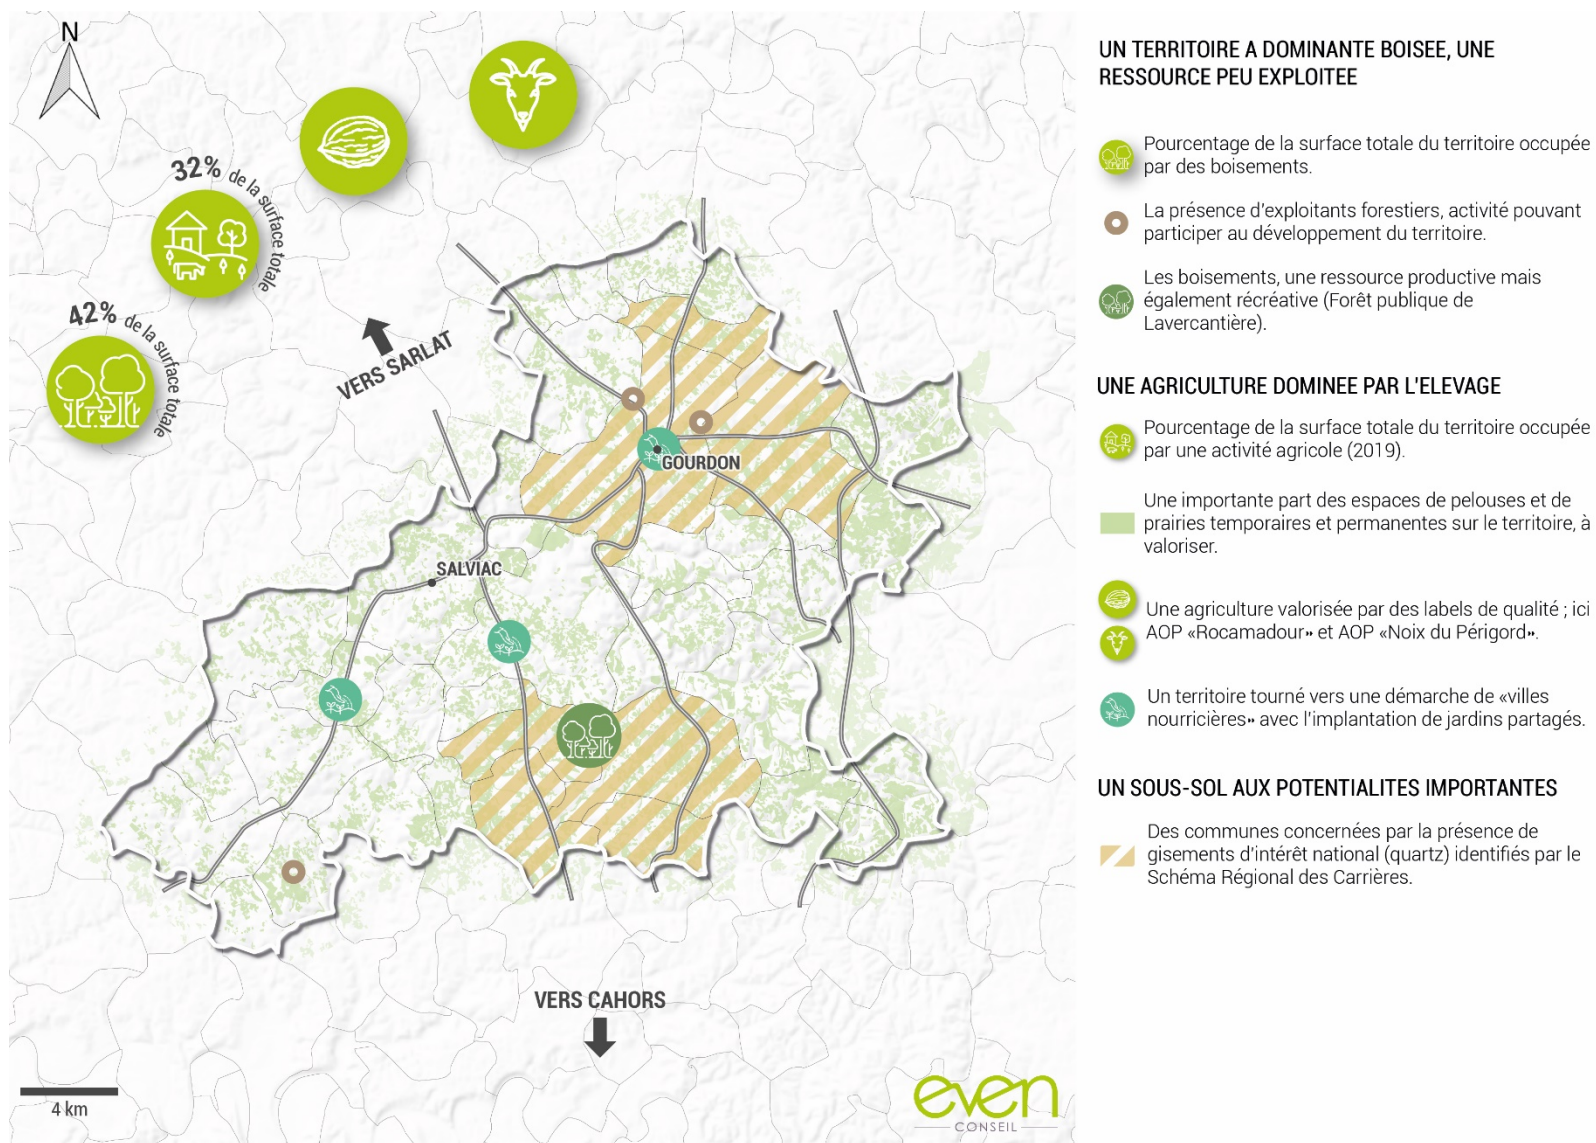 N
32% de la surface totale
42% de la surface totale
VERS SARLAT
GOURDON
SALVIAC
VERS CAHORS
4 km
even
CONSEIL
UN TERRITOIRE A DOMINANTE BOISEE, UNE
RESSOURCE PEU EXPLOITEE
Pourcentage de la surface totale du territoire occupée
par des boisements.
La présence d'exploitants forestiers, activité pouvant
participer au développement du territoire.
Les boisements, une ressource productive mais
également récréative (Forêt publique de
Lavercantière).
UNE AGRICULTURE DOMINEE PAR L'ELEVAGE
Pourcentage de la surface totale du territoire occupée
par une activité agricole (2019).
Une importante part des espaces de pelouses et de
prairies temporaires et permanentes sur le territoire, à
valoriser.
Une agriculture valorisée par des labels de qualité ; ici
AOP «Rocamadour» et AOP «Noix du Périgord».
Un territoire tourné vers une démarche de «villes
nourricières» avec l'implantation de jardins partagés.
UN SOUS-SOL AUX POTENTIALITES IMPORTANTES
Des communes concernées par la présence de
gisements d'intérêt national (quartz) identifiés par le
Schéma Régional des Carrières.